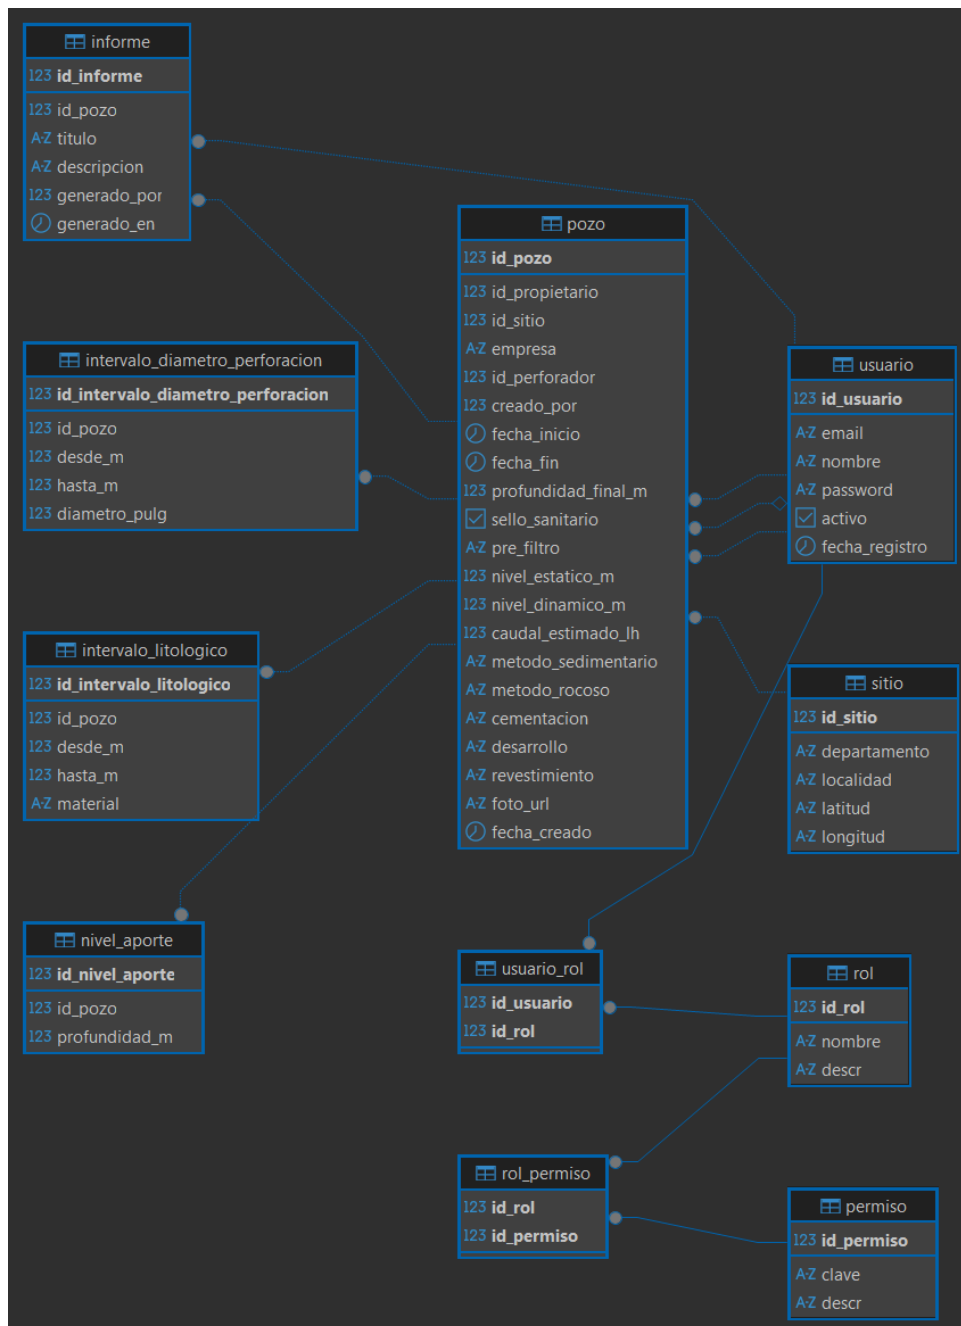 informe
123 id_informe
123 id_pozo
A-Z titulo
A-Z descripcion
123 generado_por
generado_en
intervalo_diametro_perforacion
123 id_intervalo_diametro_perforacion
123 id_pozo
123 desde_m
123 hasta_m
123 diametro_pulg
intervalo_litologico
123 id_intervalo_litologico
123 id_pozo
123 desde_m
123 hasta_m
A-Z material
nivel_aporte
123 id_nivel_aporte
123 id_pozo
123 profundidad_m
pozo
123 id_pozo
123 id_propietario
123 id_sitio
A-Z empresa
123 id_perforador
123 creado_por
fecha_inicio
fecha_fin
123 profundidad_final_m
sello_sanitario
A-Z pre_filtro
123 nivel_estatico_m
123 nivel_dinamico_m
123 caudal_estimado_lh
A-Z metodo_sedimentario
A-Z metodo_rocoso
A-Z cementacion
A-Z desarrollo
A-Z revestimiento
A-Z foto_url
fecha_creado
usuario
123 id_usuario
A-Z email
A-Z nombre
A-Z password
activo
fecha_registro
sitio
123 id_sitio
A-Z departamento
A-Z localidad
A-Z latitud
A-Z longitud
usuario_rol
123 id_usuario
123 id_rol
rol
123 id_rol
A-Z nombre
A-Z descr
rol_permiso
123 id_rol
123 id_permiso
permiso
123 id_permiso
A-Z clave
A-Z descr